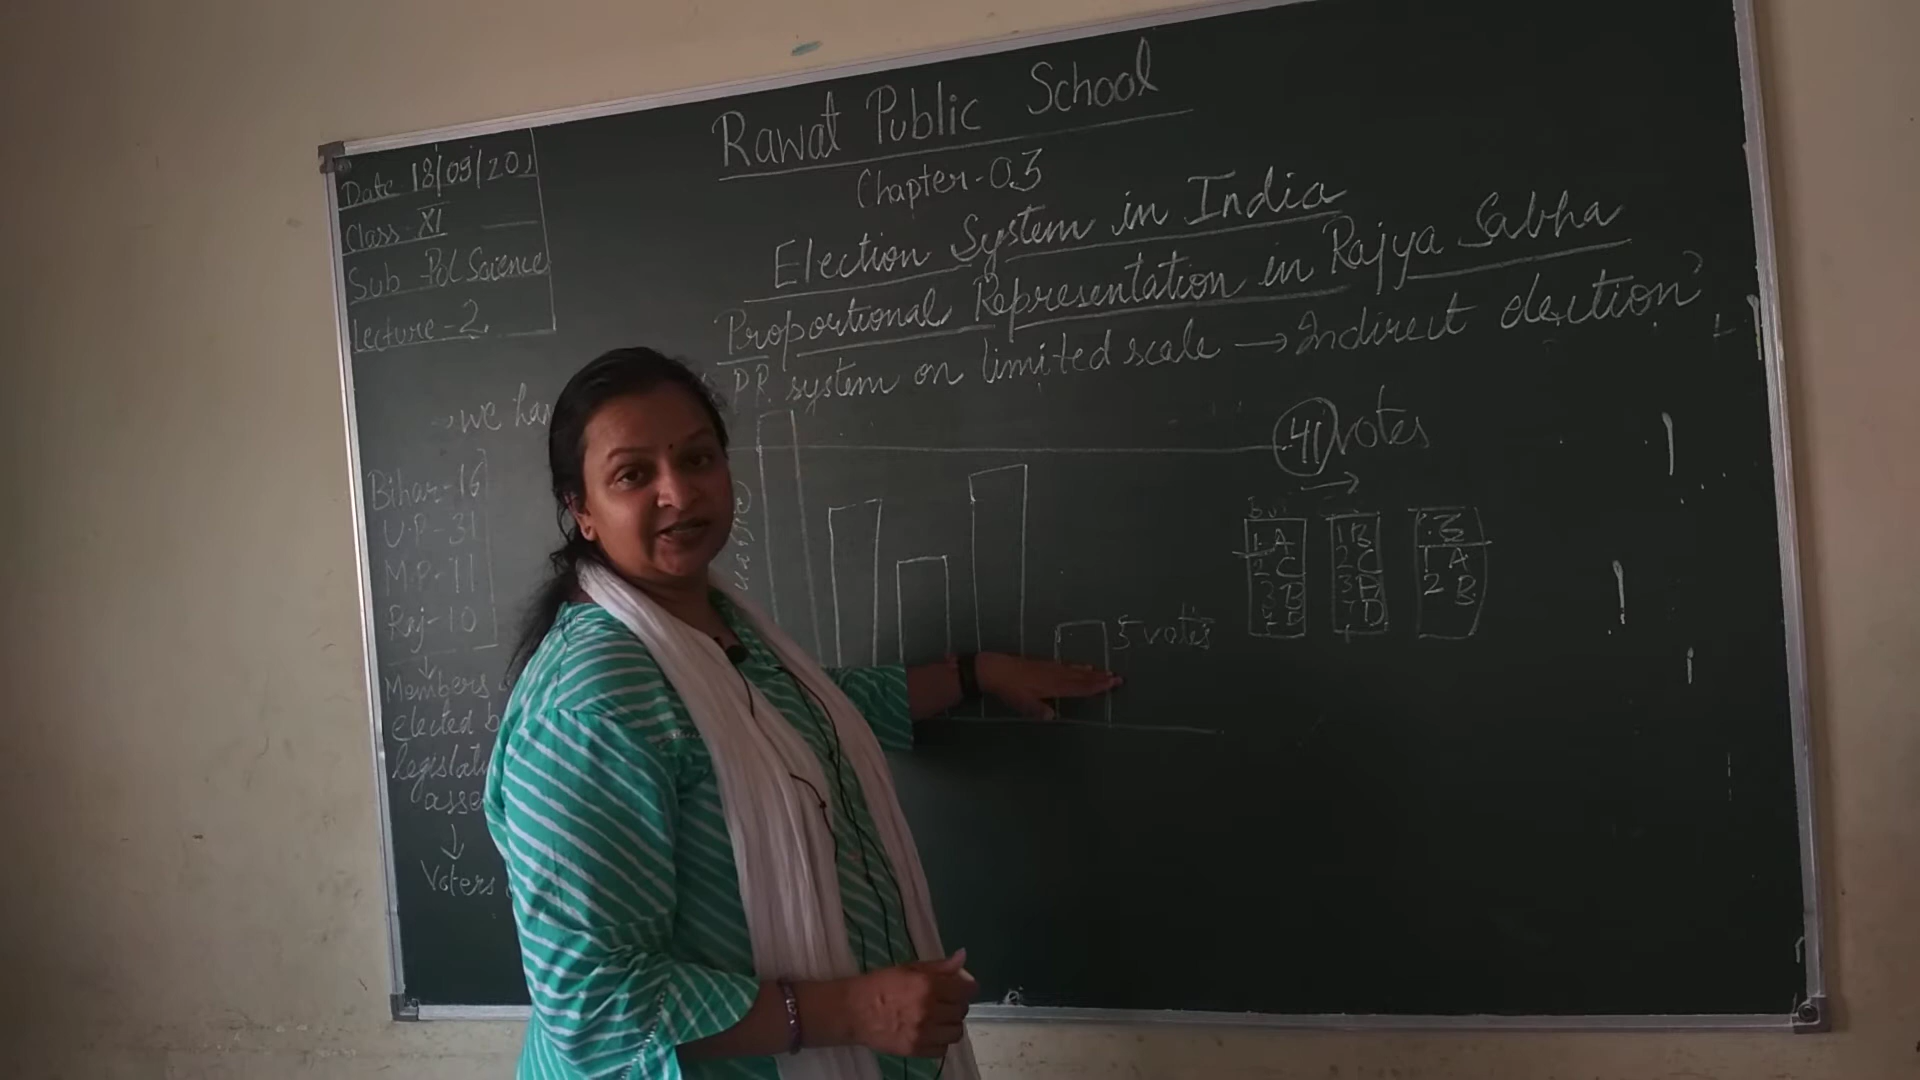 Rawat Public School
Date 18/09/20
Class-XI
Sub Pol Science
Lecture-2
Chapter-03
Election System in India
Proportional Representation in Rajya Sabha
PR system on limited scale → Indirect election
→ we ha
41 votes
Bihar-16
U.P-31
M.P-11
Raj-10
↓
Members
elected b
legislat
asse
↓
Voters
5 votes
1. A
2 C
3 B
1 B
2 C
D
3
1 A
2 B